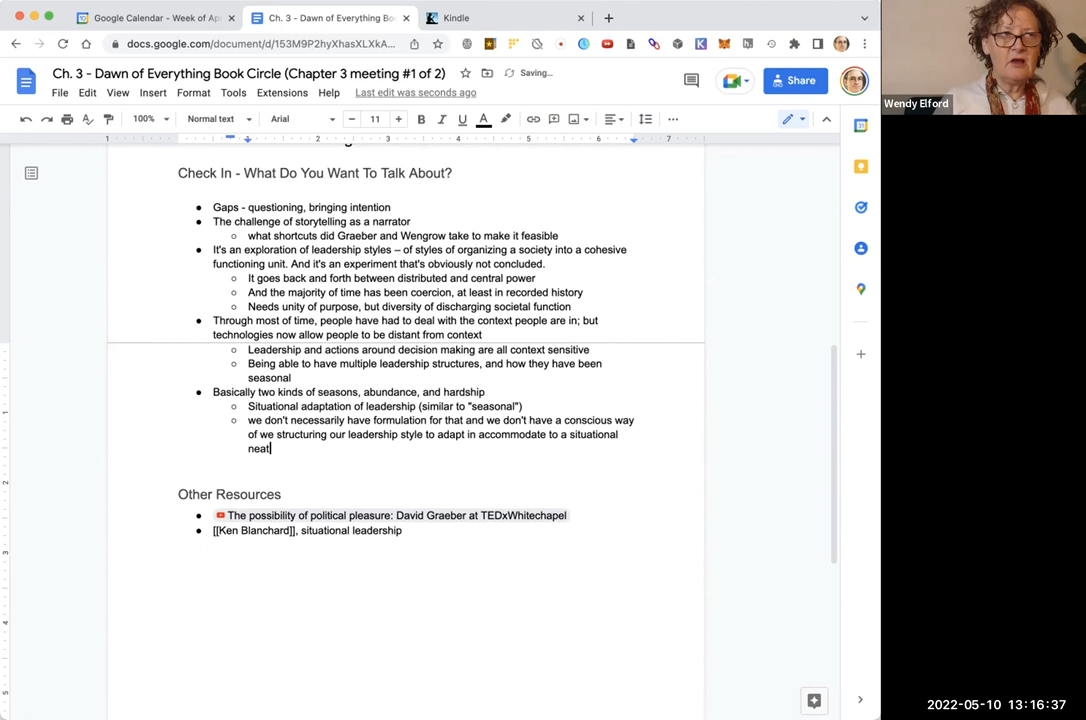 Google Calendar - Week of Ap
Ch. 3 - Dawn of Everything Bo
Kindle
docs.google.com/document/d/153M9P2hyXhasXLXkA...
Ch. 3 - Dawn of Everything Book Circle (Chapter 3 meeting #1 of 2)
Saving...
Share
File Edit View Insert Format Tools Extensions Help Last edit was seconds ago
Wendy Elford
100% Normal text Arial 11 B I U A
1 1 2 3 4 5 6 7
Check In - What Do You Want To Talk About?
Gaps - questioning, bringing intention
The challenge of storytelling as a narrator
what shortcuts did Graeber and Wengrow take to make it feasible
It's an exploration of leadership styles – of styles of organizing a society into a cohesive
functioning unit. And it's an experiment that's obviously not concluded.
It goes back and forth between distributed and central power
And the majority of time has been coercion, at least in recorded history
Needs unity of purpose, but diversity of discharging societal function
Through most of time, people have had to deal with the context people are in; but
technologies now allow people to be distant from context
Leadership and actions around decision making are all context sensitive
Being able to have multiple leadership structures, and how they have been
seasonal
Basically two kinds of seasons, abundance, and hardship
Situational adaptation of leadership (similar to "seasonal")
we don't necessarily have formulation for that and we don't have a conscious way
of we structuring our leadership style to adapt in accommodate to a situational
neat
Other Resources
The possibility of political pleasure: David Graeber at TEDxWhitechapel
[[Ken Blanchard]], situational leadership
1
2
3
4
5
2022-05-10 13:16:37